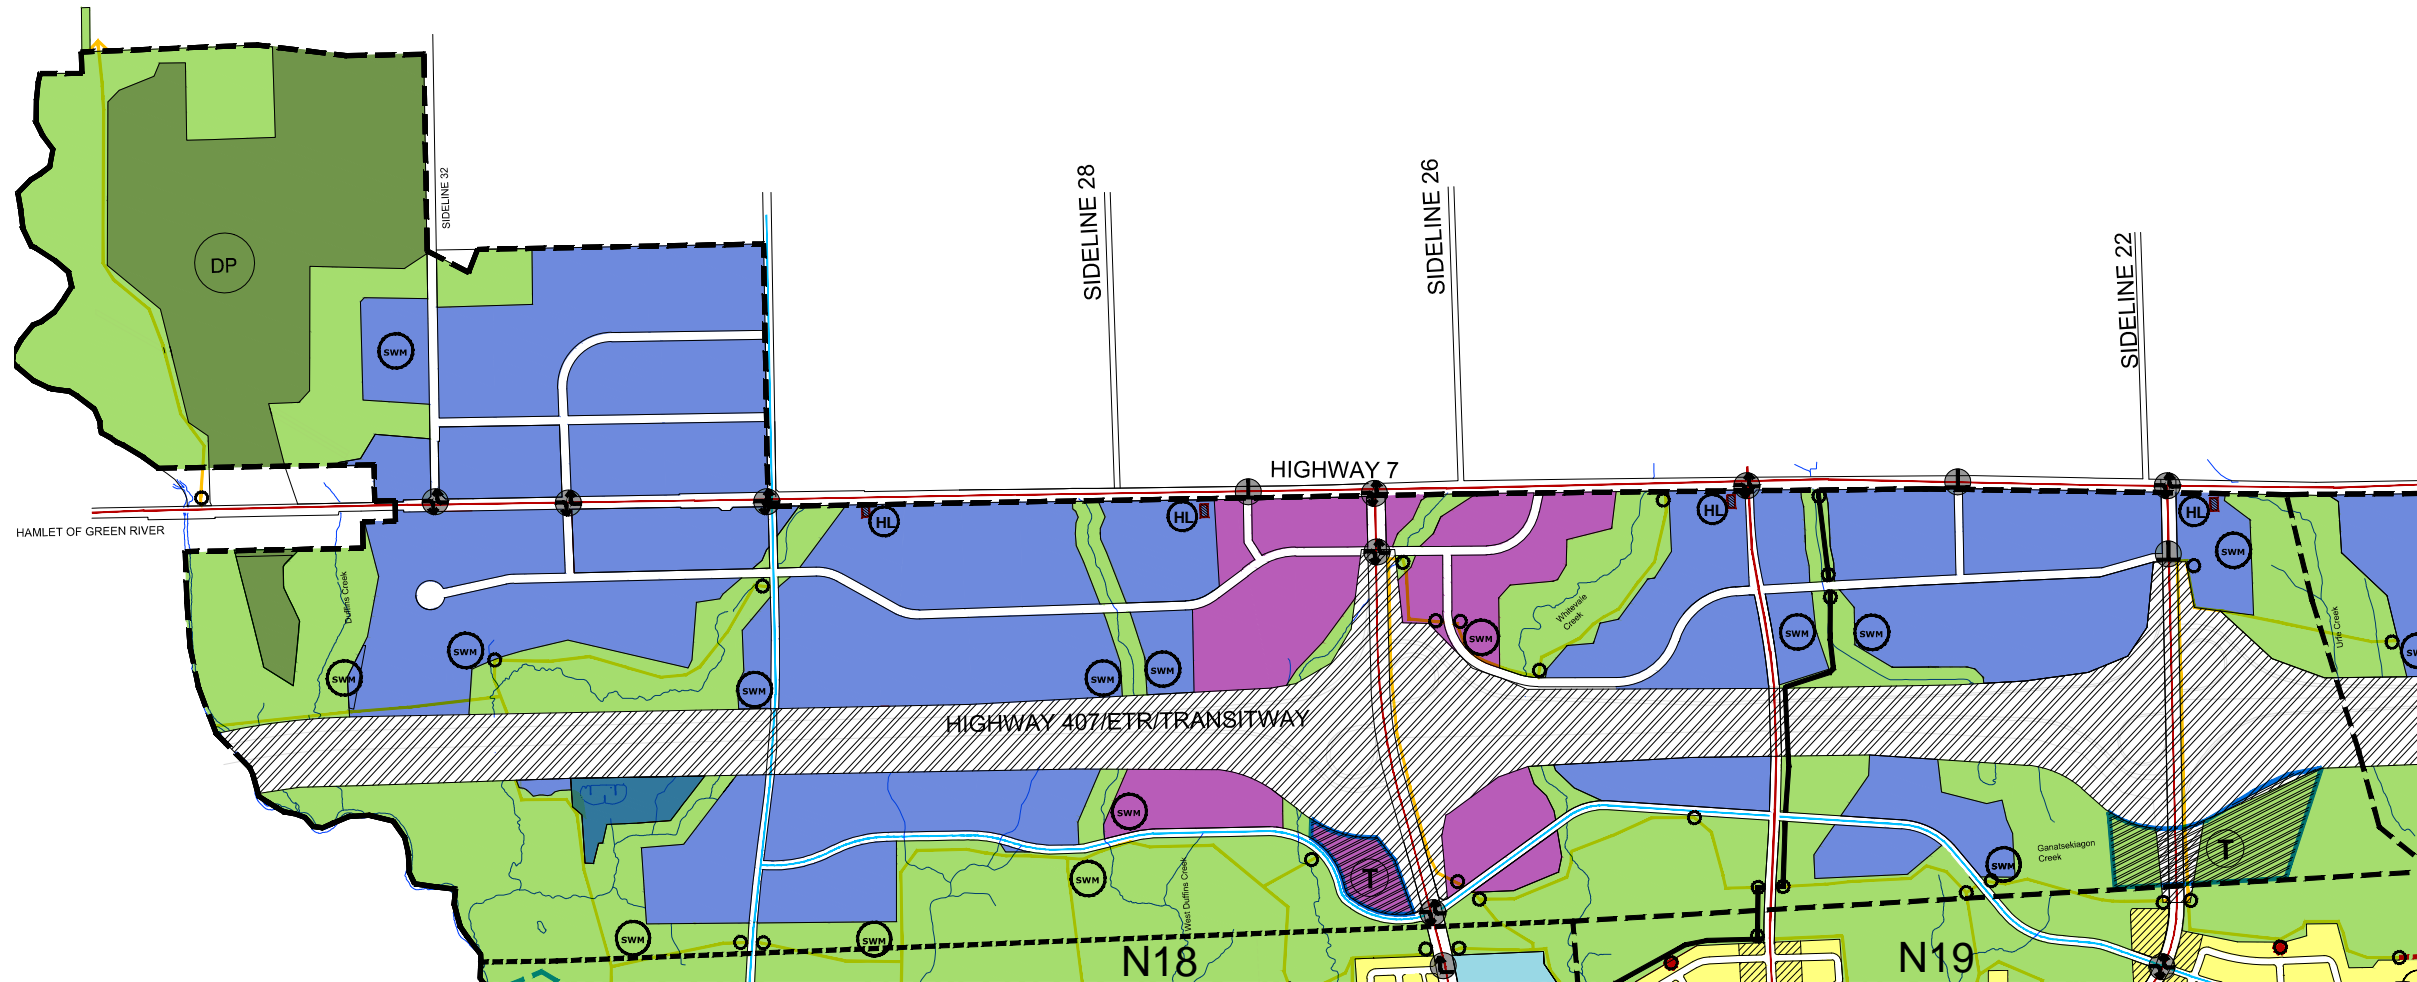 SIDELINE 32
SIDELINE 28
SIDELINE 26
SIDELINE 22
DP
SWM
HIGHWAY 7
HAMLET OF GREEN RIVER
HL
HL
HL
HL
SWM
Duffins Creek
Whitevale
Creek
Urfe Creek
SWM
SWM
SWM
SWM
SWM
SWM
SWM
SWM
SWM
SW
HIGHWAY 407/ETR/TRANSITWAY
SWM
T
T
Ganatsekiagon
Creek
SWM
SWM
West Duffins Creek
SWM
SWM
N18
N19